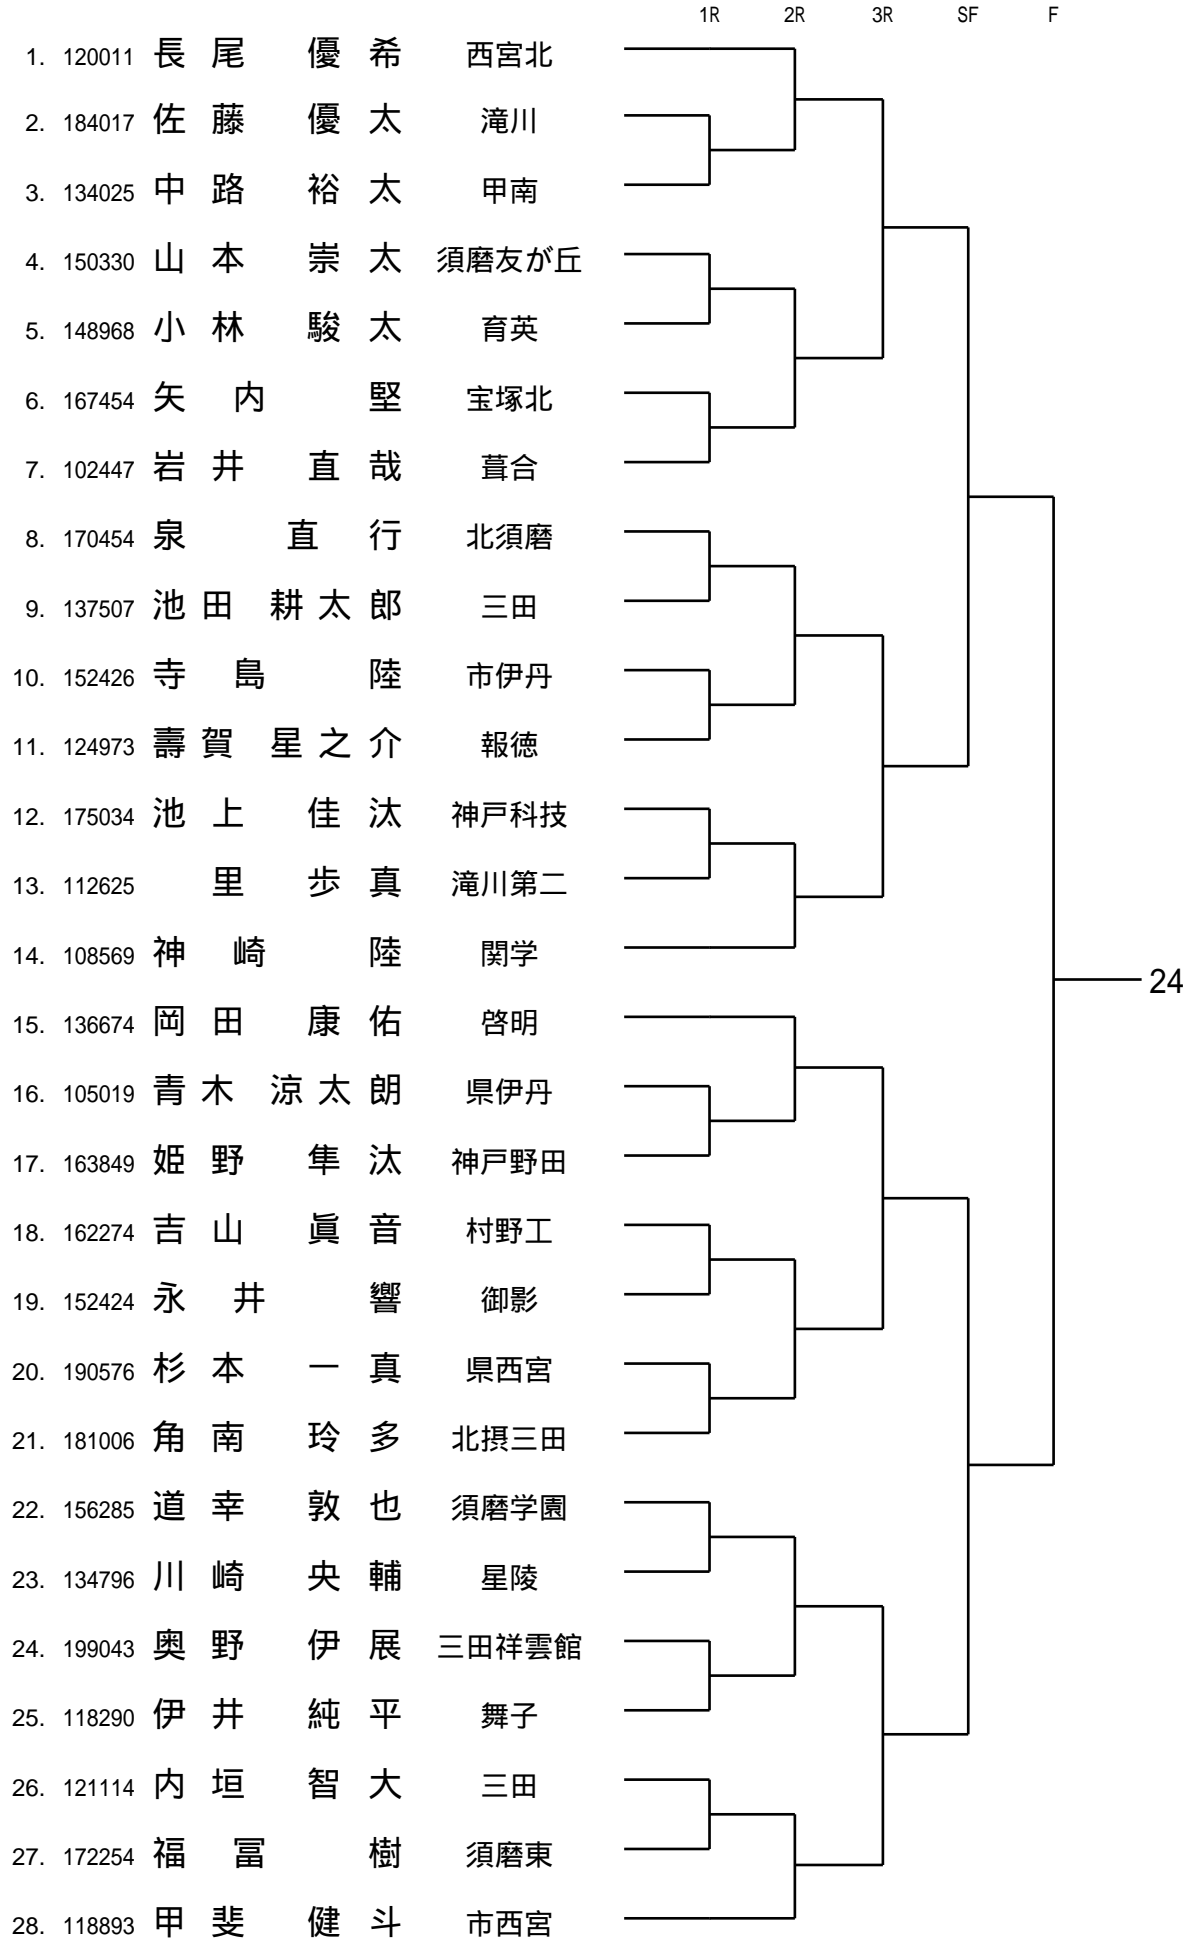 1R 2R 3R SF F
1. 120011 長尾 優希 西宮北
2. 184017 佐藤 優太 滝川
3. 134025 中路 裕太 甲南
4. 150330 山本 崇太 須磨友が丘
5. 148968 小林 駿太 育英
6. 167454 矢内 堅 宝塚北
7. 102447 岩井 直哉 葺合
8. 170454 泉 直行 北須磨
9. 137507 池田 耕太郎 三田
10. 152426 寺島 陸 市伊丹
11. 124973 壽賀 星之介 報徳
12. 175034 池上 佳汰 神戸科技
13. 112625 里 歩真 滝川第二
14. 108569 神崎 陸 関学
24
15. 136674 岡田 康佑 啓明
16. 105019 青木 涼太朗 県伊丹
17. 163849 姫野 隼汰 神戸野田
18. 162274 吉山 眞音 村野工
19. 152424 永井 響 御影
20. 190576 杉本 一真 県西宮
21. 181006 角南 玲多 北摂三田
22. 156285 道幸 敦也 須磨学園
23. 134796 川崎 央輔 星陵
24. 199043 奥野 伊展 三田祥雲館
25. 118290 伊井 純平 舞子
26. 121114 内垣 智大 三田
27. 172254 福冨 樹 須磨東
28. 118893 甲斐 健斗 市西宮